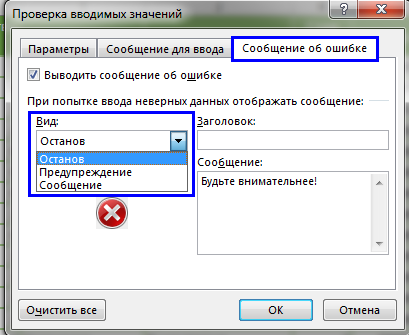 Проверка вводимых значений
Параметры Сообщение для ввода Сообщение об ошибке
Выводить сообщение об ошибке
При попытке ввода неверных данных отображать сообщение:
Вид: Заголовок:
Останов
Останов Сообщение:
Предупреждение Будьте внимательнее!
Сообщение
Очистить все ОК Отмена